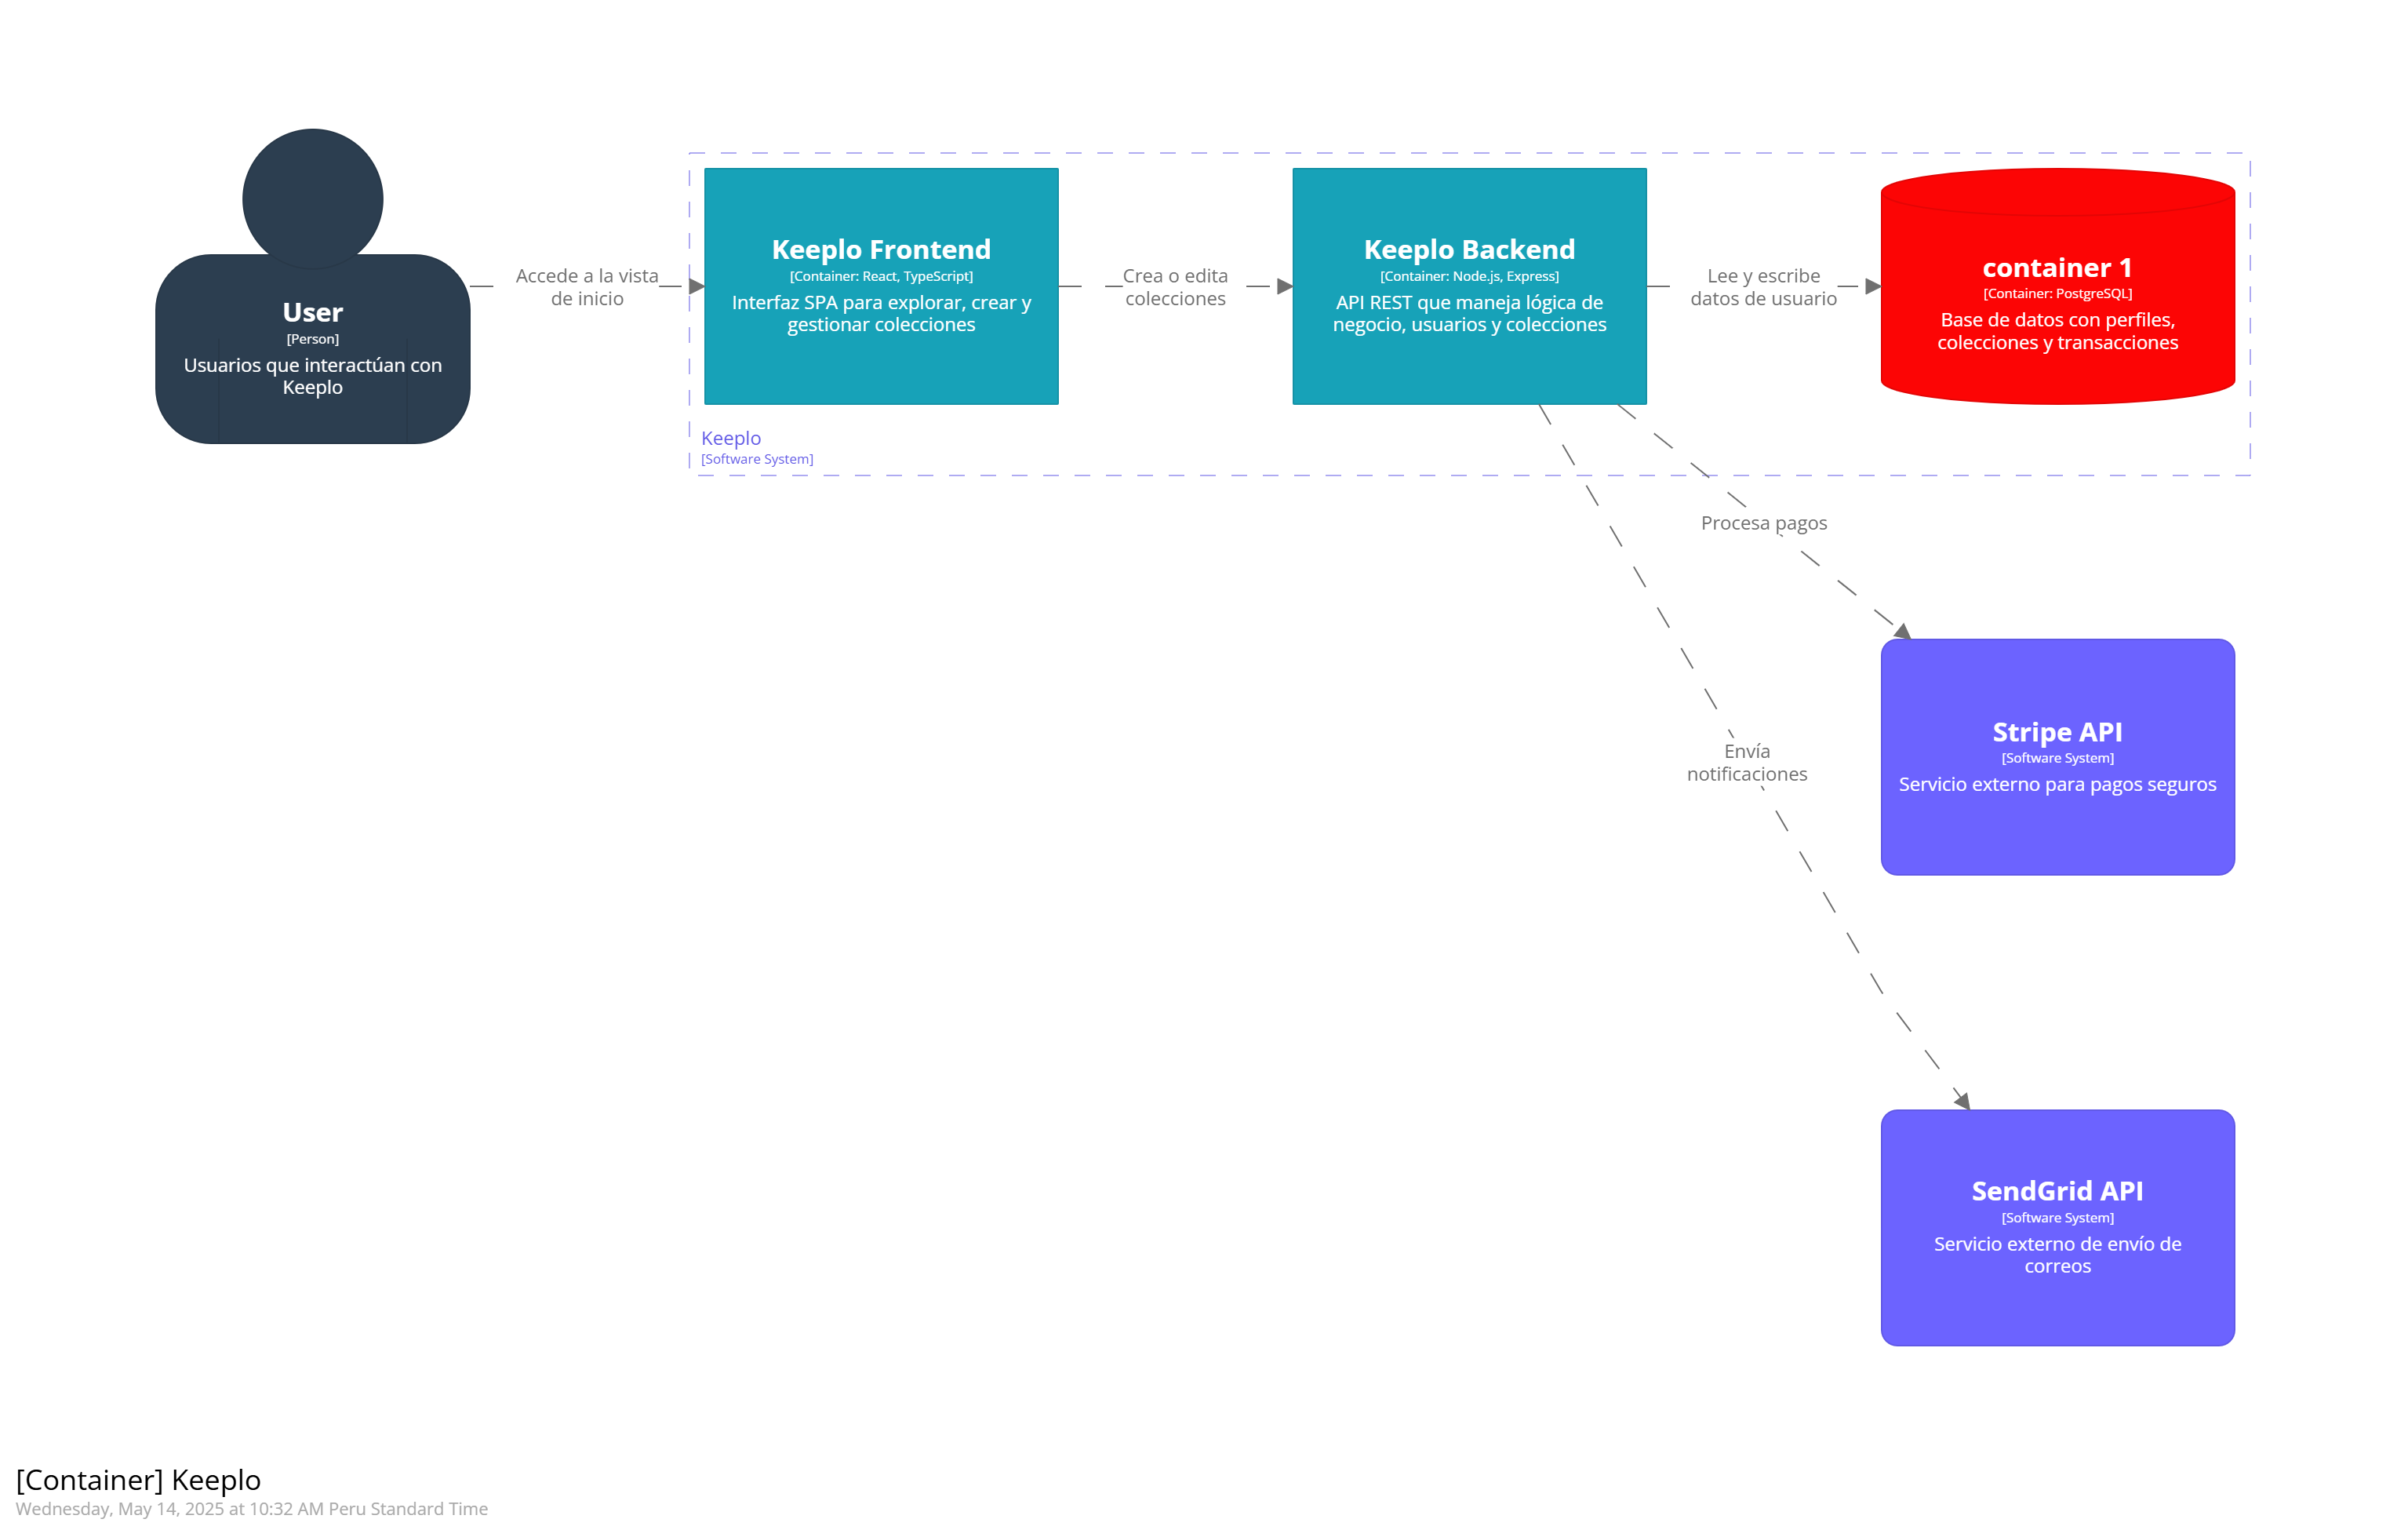 User
[Person]
Usuarios que interactúan con
Keeplo
Accede a la vista
de inicio
Keeplo Frontend
[Container: React, TypeScript]
Interfaz SPA para explorar, crear y
gestionar colecciones
Crea o edita
colecciones
Keeplo Backend
[Container: Node.js, Express]
API REST que maneja lógica de
negocio, usuarios y colecciones
Lee y escribe
datos de usuario
container 1
[Container: PostgreSQL]
Base de datos con perfiles,
colecciones y transacciones
Keeplo
[Software System]
Procesa pagos
Stripe API
[Software System]
Servicio externo para pagos seguros
Envía
notificaciones
SendGrid API
[Software System]
Servicio externo de envío de
correos
[Container] Keeplo
Wednesday, May 14, 2025 at 10:32 AM Peru Standard Time